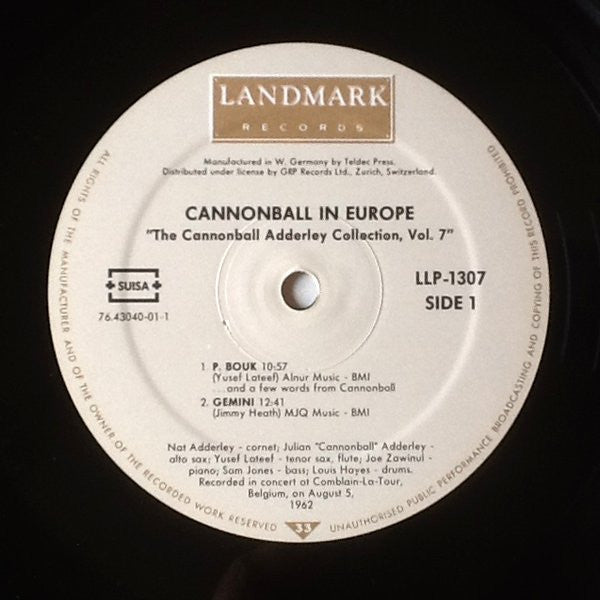 LANDMARK
RECORDS
Manufactured in W. Germany by Teldec Press.
Distributed under license by GRP Records Ltd., Zurich, Switzerland.
CANNONBALL IN EUROPE
"The Cannonball Adderley Collection, Vol. 7"
SUISA
76.43040-01-1
LLP-1307
SIDE 1
1. P. BOUK 10:57
(Yusef Lateef) Alnur Music - BMI
...and a few words from Cannonball
2. GEMINI 12:41
(Jimmy Heath) MJQ Music - BMI
Nat Adderley - cornet; Julian "Cannonball" Adderley -
alto sax; Yusef Lateef - tenor sax, flute; Joe Zawinul -
piano; Sam Jones - bass; Louis Hayes - drums.
Recorded in concert at Comblain-La-Tour,
Belgium, on August 5,
1962
ALL RIGHTS OF THE MANUFACTURER AND OF THE OWNER OF THE RECORDED WORK RESERVED
33
UNAUTHORISED PUBLIC PERFORMANCE BROADCASTING AND COPYING OF THIS RECORD PROHIBITED